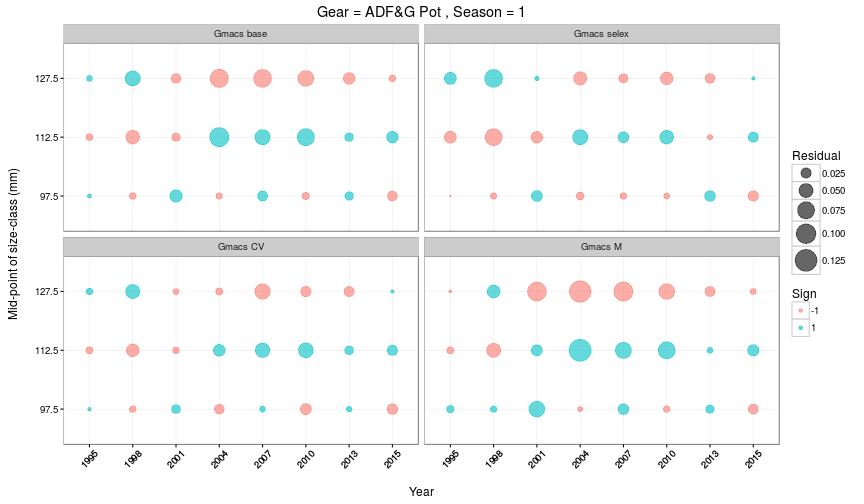 Gear = ADF&G Pot , Season = 1
Gmacs base
Gmacs selex
127.5
112.5
97.5
Gmacs CV
Gmacs M
127.5
112.5
97.5
1995 1998 2001 2004 2007 2010 2013 2015
1995 1998 2001 2004 2007 2010 2013 2015
Year
Mid-point of size-class (mm)
Residual
0.025
0.050
0.075
0.100
0.125
Sign
-1
1